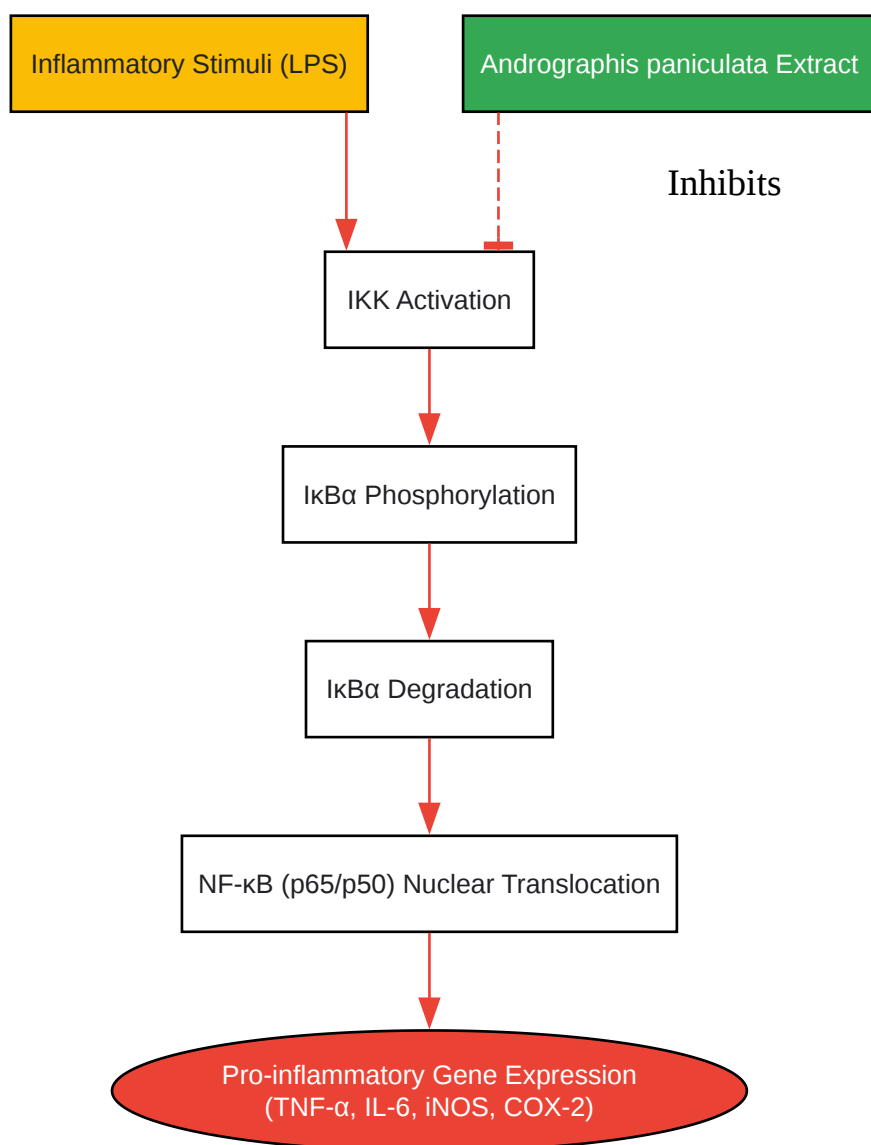 Inflammatory Stimuli (LPS)
Andrographis paniculata Extract
Inhibits
IKK Activation
IκBα Phosphorylation
IκBα Degradation
NF-κB (p65/p50) Nuclear Translocation
Pro-inflammatory Gene Expression
(TNF-α, IL-6, iNOS, COX-2)